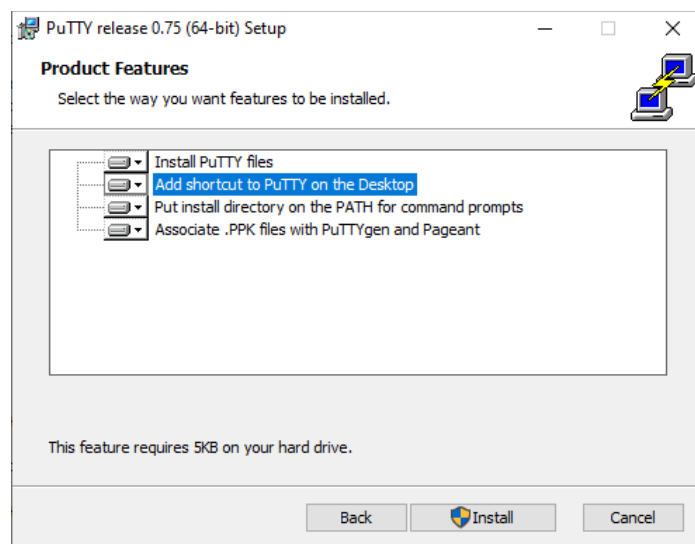 PuTTY release 0.75 (64-bit) Setup
Product Features
Select the way you want features to be installed.
Install PuTTY files
Add shortcut to PuTTY on the Desktop
Put install directory on the PATH for command prompts
Associate .PPK files with PuTTYgen and Pageant
This feature requires 5KB on your hard drive.
Back Install Cancel